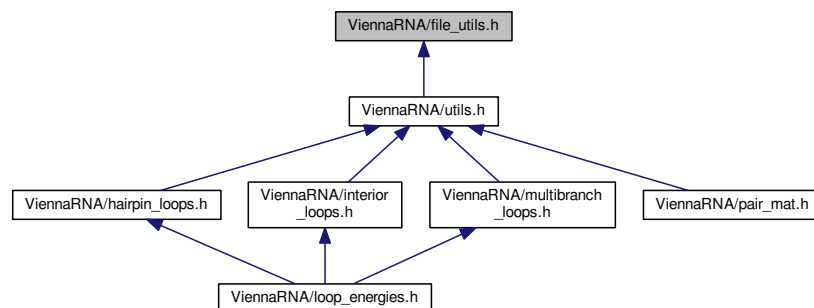 ViennaRNA/file_utils.h
ViennaRNA/utils.h
ViennaRNA/hairpin_loops.h
ViennaRNA/interior
_loops.h
ViennaRNA/multibranch
_loops.h
ViennaRNA/pair_mat.h
ViennaRNA/loop_energies.h